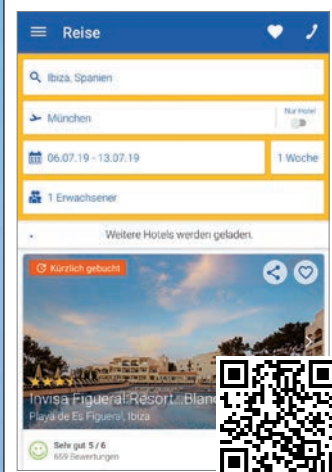 Reise
Ibiza, Spanien
München
Nur Hotel
06.07.19 - 13.07.19
1 Woche
1 Erwachsener
Weitere Hotels werden geladen.
Kürzlich gebucht
Invisa Figueral Resort: Blanc
Playa de Es Figueral, Ibiza
Sehr gut 5 / 6
659 Bewertungen